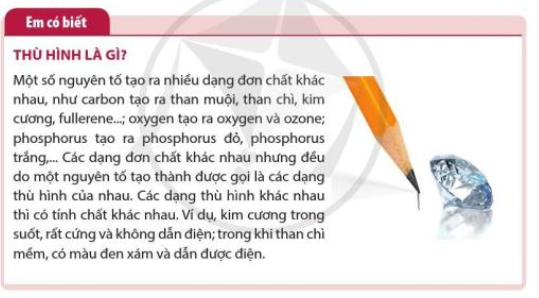 Em có biết
THÙ HÌNH LÀ GÌ?
Một số nguyên tố tạo ra nhiều dạng đơn chất khác
nhau, như carbon tạo ra than muội, than chì, kim
cương, fullerene...; oxygen tạo ra oxygen và ozone;
phosphorus tạo ra phosphorus đỏ, phosphorus
trắng,... Các dạng đơn chất khác nhau nhưng đều
do một nguyên tố tạo thành được gọi là các dạng
thù hình của nhau. Các dạng thù hình khác nhau
thì có tính chất khác nhau. Ví dụ, kim cương trong
suốt, rất cứng và không dẫn điện; trong khi than chì
mềm, có màu đen xám và dẫn được điện.